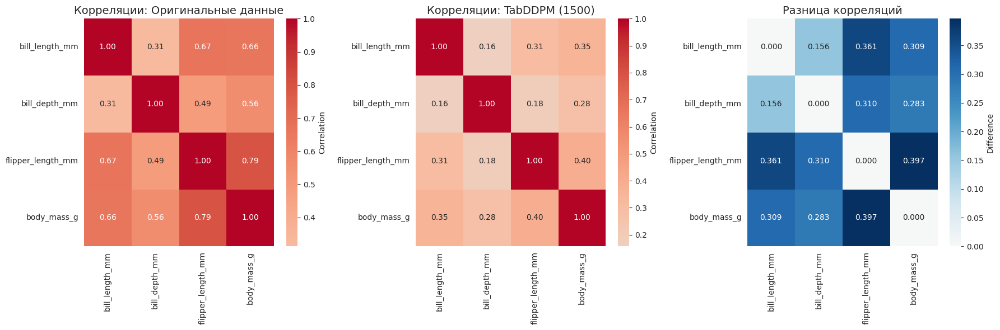 Корреляции: Оригинальные данные
bill_length_mm
bill_depth_mm
flipper_length_mm
body_mass_g
1.00 0.31 0.67 0.66
0.31 1.00 0.49 0.56
0.67 0.49 1.00 0.79
0.66 0.56 0.79 1.00
bill_length_mm
bill_depth_mm
flipper_length_mm
body_mass_g
1.0
0.9
0.8
0.7
0.6
0.5
0.4
Correlation
Корреляции: TabDDPM (1500)
bill_length_mm
bill_depth_mm
flipper_length_mm
body_mass_g
1.00 0.16 0.31 0.35
0.16 1.00 0.18 0.28
0.31 0.18 1.00 0.40
0.35 0.28 0.40 1.00
bill_length_mm
bill_depth_mm
flipper_length_mm
body_mass_g
1.0
0.9
0.8
0.7
0.6
0.5
0.4
0.3
0.2
Correlation
Разница корреляций
bill_length_mm
bill_depth_mm
flipper_length_mm
body_mass_g
0.000 0.156 0.361 0.309
0.156 0.000 0.310 0.283
0.361 0.310 0.000 0.397
0.309 0.283 0.397 0.000
bill_length_mm
bill_depth_mm
flipper_length_mm
body_mass_g
0.35
0.30
0.25
0.20
0.15
0.10
0.05
0.00
Difference